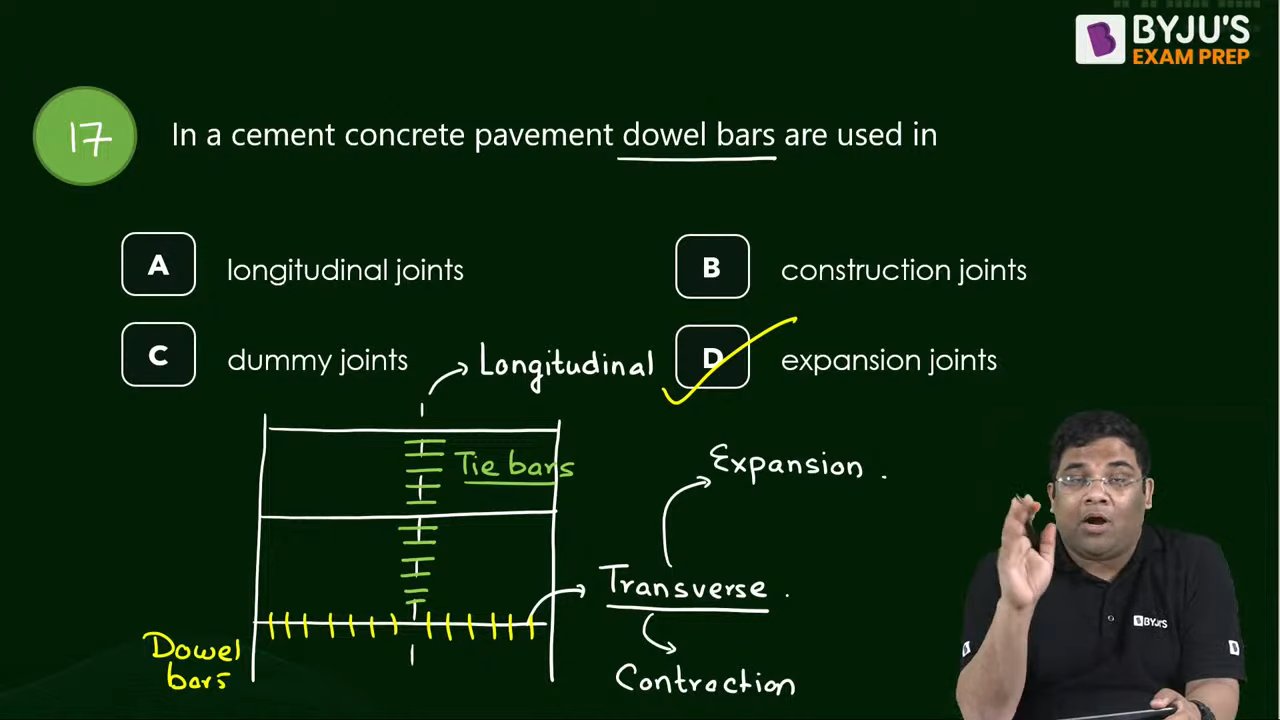 BYJU'S
EXAM PREP
17
In a cement concrete pavement dowel bars are used in
A
longitudinal joints
B
construction joints
C
dummy joints
D
expansion joints
Longitudinal
Tie bars
Expansion.
Transverse.
Dowel
bars
Contraction
BYJU'S